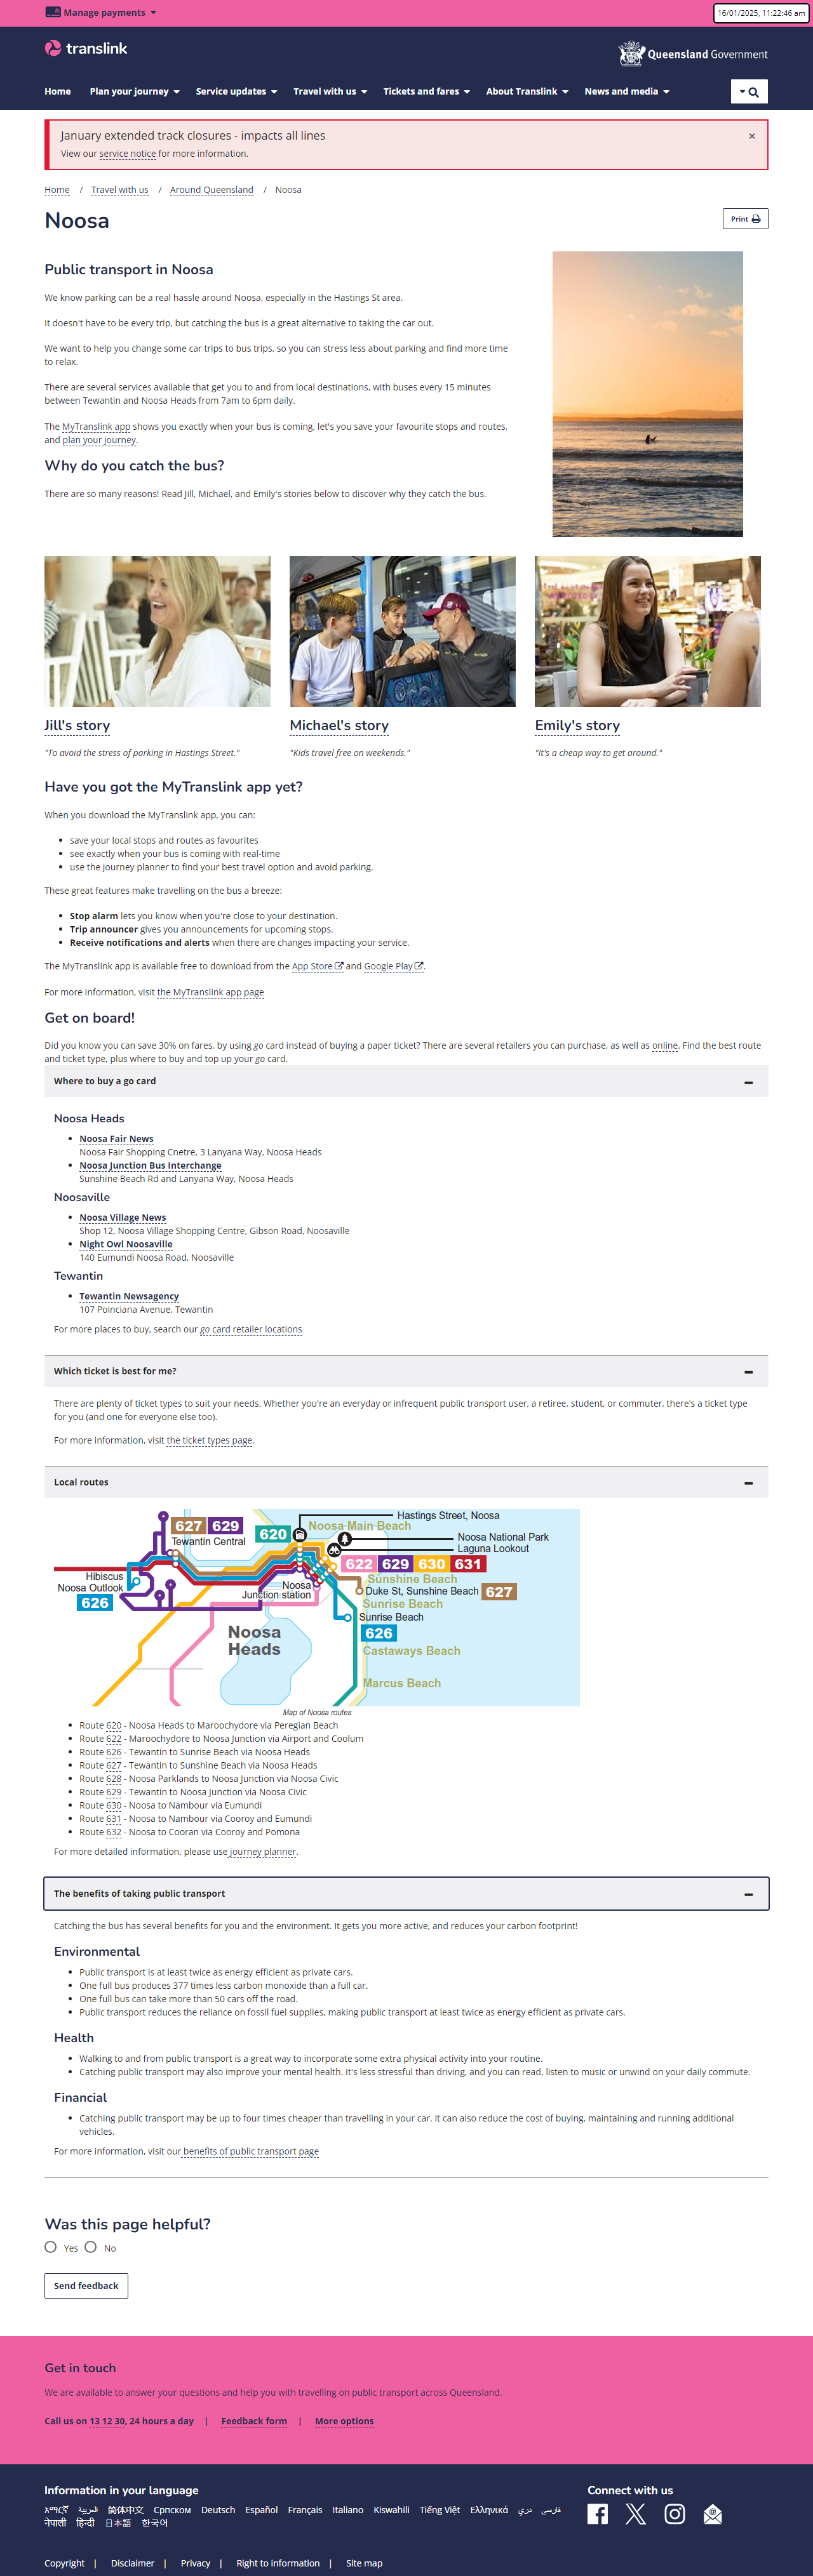 Manage payments
16/01/2025, 11:22:46 am
translink
Queensland Government
Home Plan your journey Service updates Travel with us Tickets and fares About Translink News and media
January extended track closures - impacts all lines
×
View our service notice for more information.
Home / Travel with us / Around Queensland / Noosa
Noosa
Print
Public transport in Noosa
We know parking can be a real hassle around Noosa, especially in the Hastings St area.
It doesn't have to be every trip, but catching the bus is a great alternative to taking the car out.
We want to help you change some car trips to bus trips, so you can stress less about parking and find more time
to relax.
There are several services available that get you to and from local destinations, with buses every 15 minutes
between Tewantin and Noosa Heads from 7am to 6pm daily.
The MyTranslink app shows you exactly when your bus is coming, let's you save your favourite stops and routes,
and plan your journey.
Why do you catch the bus?
There are so many reasons! Read Jill, Michael, and Emily's stories below to discover why they catch the bus.
Jill's story
Michael's story
Emily's story
"To avoid the stress of parking in Hastings Street."
"Kids travel free on weekends."
"It's a cheap way to get around."
Have you got the MyTranslink app yet?
When you download the MyTranslink app, you can:
• save your local stops and routes as favourites
• see exactly when your bus is coming with real-time
• use the journey planner to find your best travel option and avoid parking.
These great features make travelling on the bus a breeze:
• Stop alarm lets you know when you're close to your destination.
• Trip announcer gives you announcements for upcoming stops.
• Receive notifications and alerts when there are changes impacting your service.
The MyTranslink app is available free to download from the App Store and Google Play.
For more information, visit the MyTranslink app page
Get on board!
Did you know you can save 30% on fares, by using go card instead of buying a paper ticket? There are several retailers you can purchase, as well as online. Find the best route
and ticket type, plus where to buy and top up your go card.
Where to buy a go card
Noosa Heads
• Noosa Fair News
Noosa Fair Shopping Cnetre, 3 Lanyana Way, Noosa Heads
• Noosa Junction Bus Interchange
Sunshine Beach Rd and Lanyana Way, Noosa Heads
Noosaville
• Noosa Village News
Shop 12, Noosa Village Shopping Centre, Gibson Road, Noosaville
• Night Owl Noosaville
140 Eumundi Noosa Road, Noosaville
Tewantin
• Tewantin Newsagency
107 Poinciana Avenue, Tewantin
For more places to buy, search our go card retailer locations
Which ticket is best for me?
There are plenty of ticket types to suit your needs. Whether you're an everyday or infrequent public transport user, a retiree, student, or commuter, there's a ticket type
for you (and one for everyone else too).
For more information, visit the ticket types page.
Local routes
Hastings Street, Noosa
627 629
620
Noosa Main Beach
Tewantin Central
Noosa National Park
Laguna Lookout
622 629 630 631
Hibiscus
Noosa Outlook
626
Noosa
Junction station
Sunshine Beach
Duke St, Sunshine Beach 627
Sunrise Beach
Sunrise Beach
626
Noosa
Heads
Castaways Beach
Marcus Beach
Map of Noosa routes
• Route 620 - Noosa Heads to Maroochydore via Peregian Beach
• Route 622 - Maroochydore to Noosa Junction via Airport and Coolum
• Route 626 - Tewantin to Sunrise Beach via Noosa Heads
• Route 627 - Tewantin to Sunshine Beach via Noosa Heads
• Route 628 - Noosa Parklands to Noosa Junction via Noosa Civic
• Route 629 - Tewantin to Noosa Junction via Noosa Civic
• Route 630 - Noosa to Nambour via Eumundi
• Route 631 - Noosa to Nambour via Cooroy and Eumundi
• Route 632 - Noosa to Cooran via Cooroy and Pomona
For more detailed information, please use journey planner.
The benefits of taking public transport
Catching the bus has several benefits for you and the environment. It gets you more active, and reduces your carbon footprint!
Environmental
• Public transport is at least twice as energy efficient as private cars.
• One full bus produces 377 times less carbon monoxide than a full car.
• One full bus can take more than 50 cars off the road.
• Public transport reduces the reliance on fossil fuel supplies, making public transport at least twice as energy efficient as private cars.
Health
• Walking to and from public transport is a great way to incorporate some extra physical activity into your routine.
• Catching public transport may also improve your mental health. It's less stressful than driving, and you can read, listen to music or unwind on your daily commute.
Financial
• Catching public transport may be up to four times cheaper than travelling in your car. It can also reduce the cost of buying, maintaining and running additional
vehicles.
For more information, visit our benefits of public transport page
Was this page helpful?
Yes No
Send feedback
Get in touch
We are available to answer your questions and help you with travelling on public transport across Queensland.
Call us on 13 12 30, 24 hours a day | Feedback form | More options
Information in your language
Connect with us
አማርኛ العربية 简体中文 Српском Deutsch Español Français Italiano Kiswahili Tiếng Việt Ελληνικά دري فارسی
नेपाली हिन्दी 日本語 한국어
Copyright | Disclaimer | Privacy | Right to information | Site map